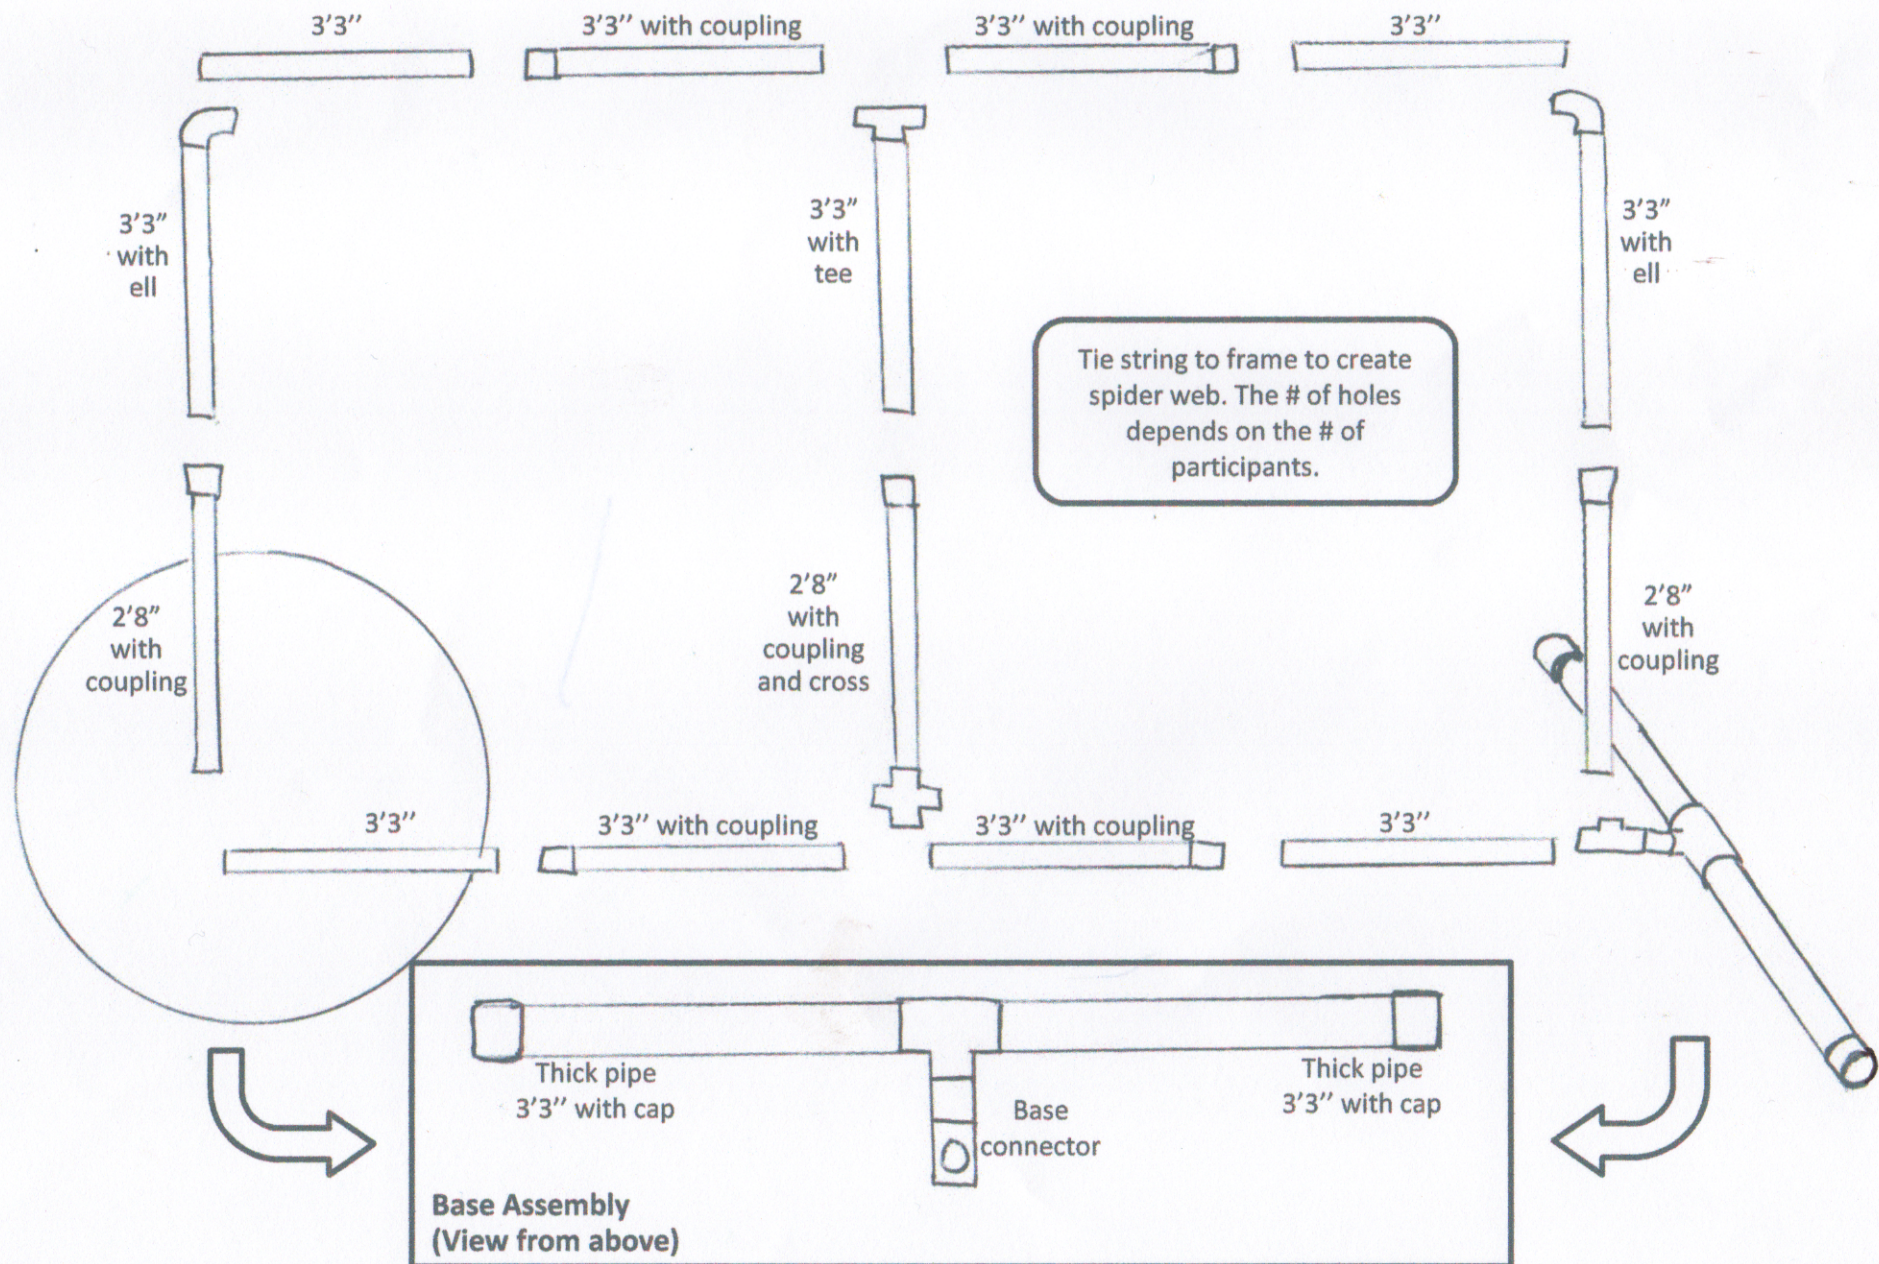 3'3"
3'3" with coupling
3'3" with coupling
3'3"
3'3"
with
ell
3'3"
with
tee
3'3"
with
ell
Tie string to frame to create
spider web. The # of holes
depends on the # of
participants.
2'8"
with
coupling
2'8"
with
coupling
and cross
2'8"
with
coupling
3'3"
3'3" with coupling
3'3" with coupling
3'3"
Thick pipe
3'3" with cap
Base
connector
Thick pipe
3'3" with cap
Base Assembly
(View from above)